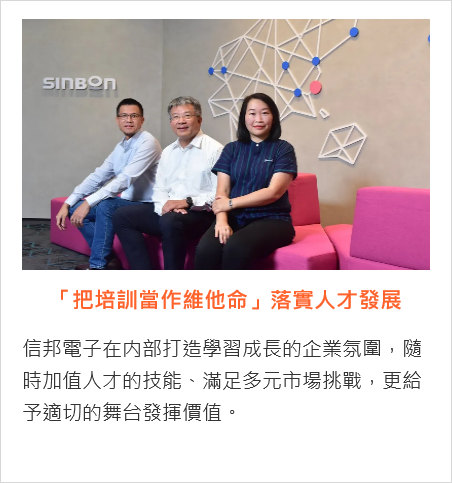 SINBON
「把培訓當作維他命」落實人才發展
信邦電子在內部打造學習成長的企業氛圍，隨
時加值人才的技能、滿足多元市場挑戰，更給
予適切的舞台發揮價值。